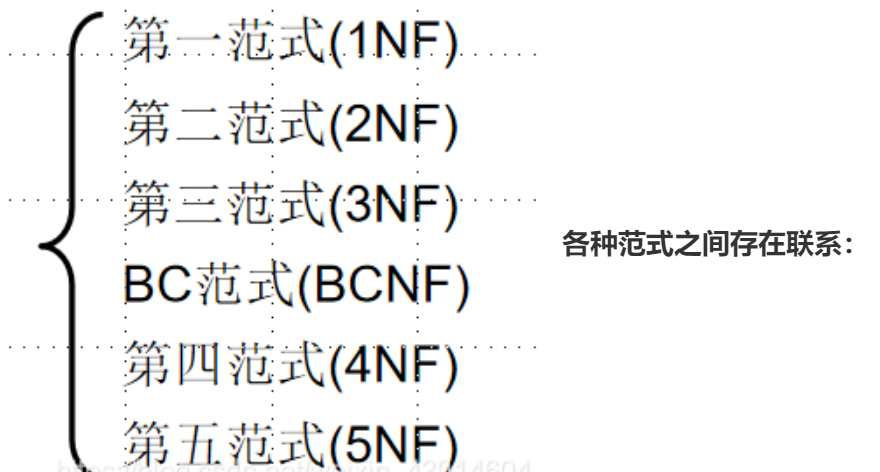 第一范式(1NF)
第二范式(2NF)
第三范式(3NF)
各种范式之间存在联系：
BC范式(BCNF)
第四范式(4NF)
第五范式(5NF)